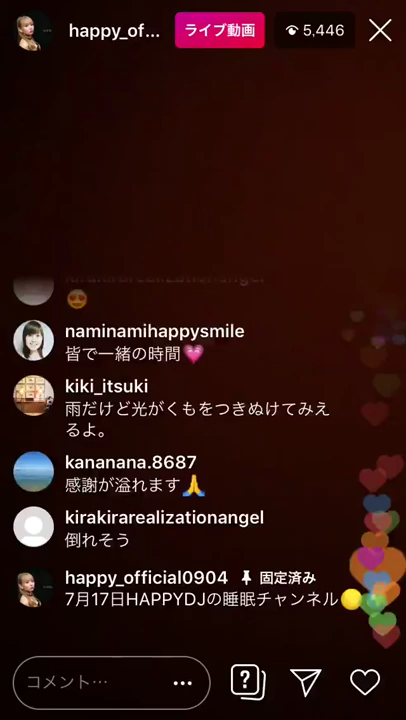 happy_of...
ライブ動画
5,446
kirakirarealizationangel
😍
naminamihappysmile
皆で一緒の時間💗
kiki_itsuki
雨だけど光がくもをつきぬけてみえ
るよ。
kananana.8687
感謝が溢れます🙏
kirakirarealizationangel
倒れそう
happy_official0904 固定済み
7月17日HAPPYDJの睡眠チャンネル🌕
コメント…